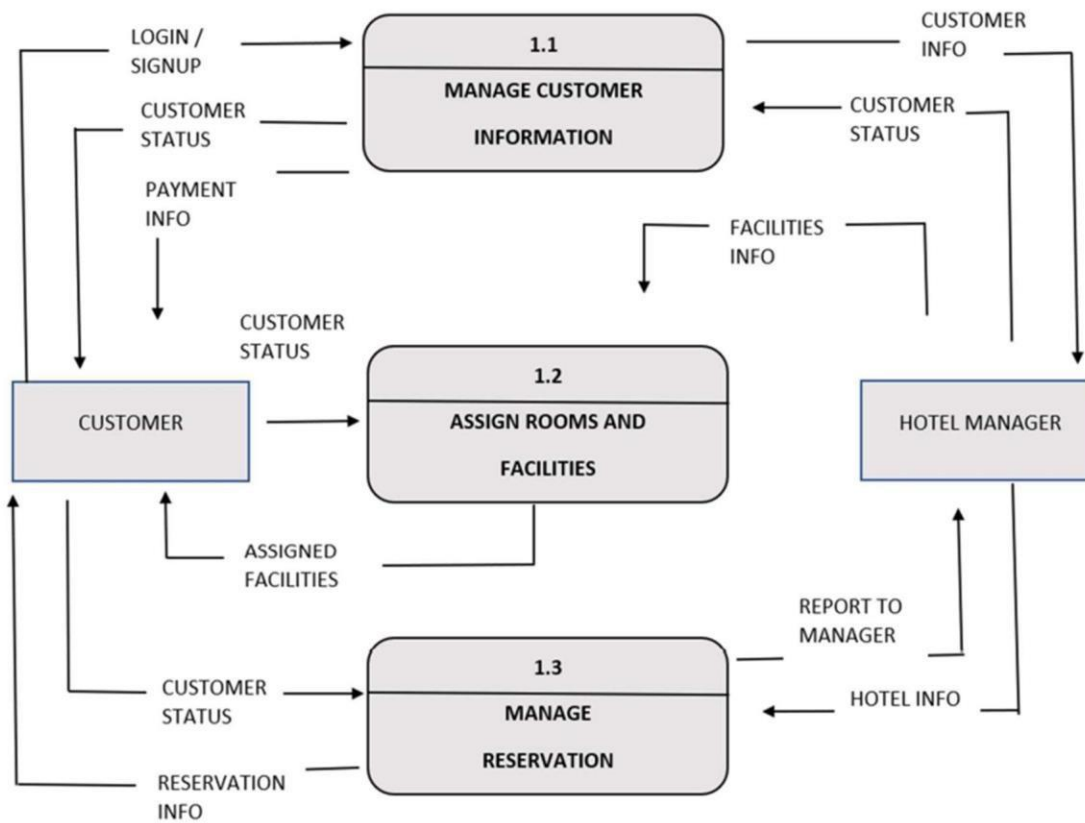 LOGIN /
SIGNUP
1.1
MANAGE CUSTOMER
INFORMATION
CUSTOMER
INFO
CUSTOMER
STATUS
CUSTOMER
STATUS
PAYMENT
INFO
FACILITIES
INFO
CUSTOMER
STATUS
1.2
ASSIGN ROOMS AND
FACILITIES
CUSTOMER
HOTEL MANAGER
ASSIGNED
FACILITIES
REPORT TO
MANAGER
1.3
MANAGE
RESERVATION
CUSTOMER
STATUS
HOTEL INFO
RESERVATION
INFO